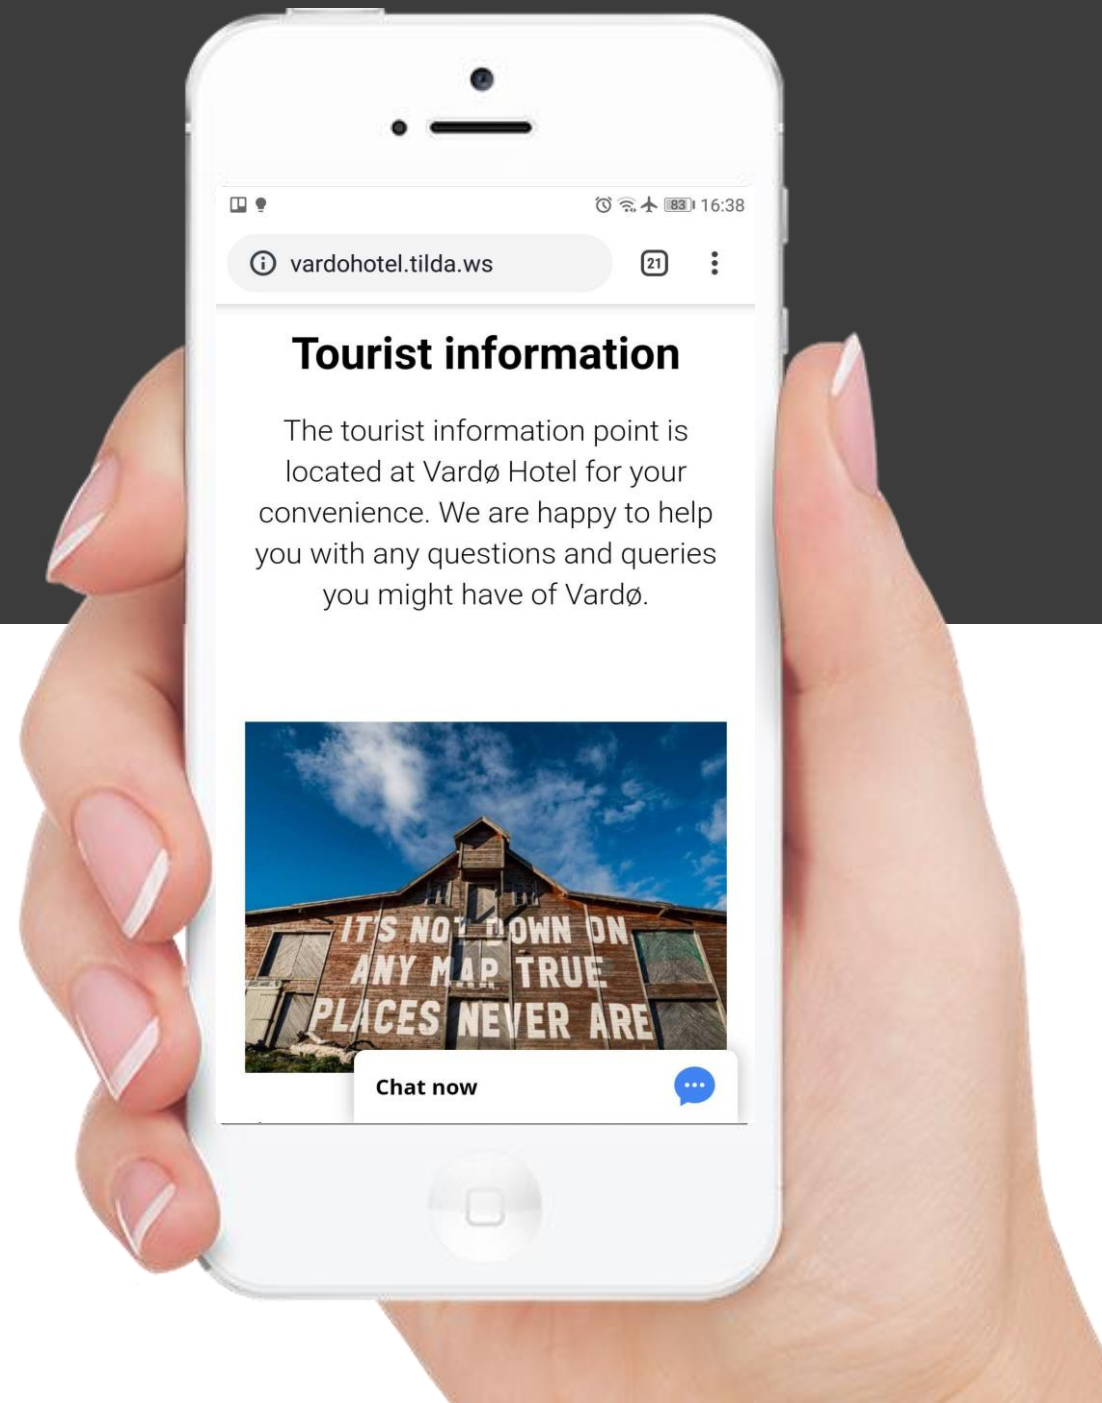 83 16:38
vardohotel.tilda.ws 21
Tourist information
The tourist information point is
located at Vardø Hotel for your
convenience. We are happy to help
you with any questions and queries
you might have of Vardø.
IT'S NOT DOWN ON
ANY MAP TRUE
PLACES NEVER ARE
Chat now